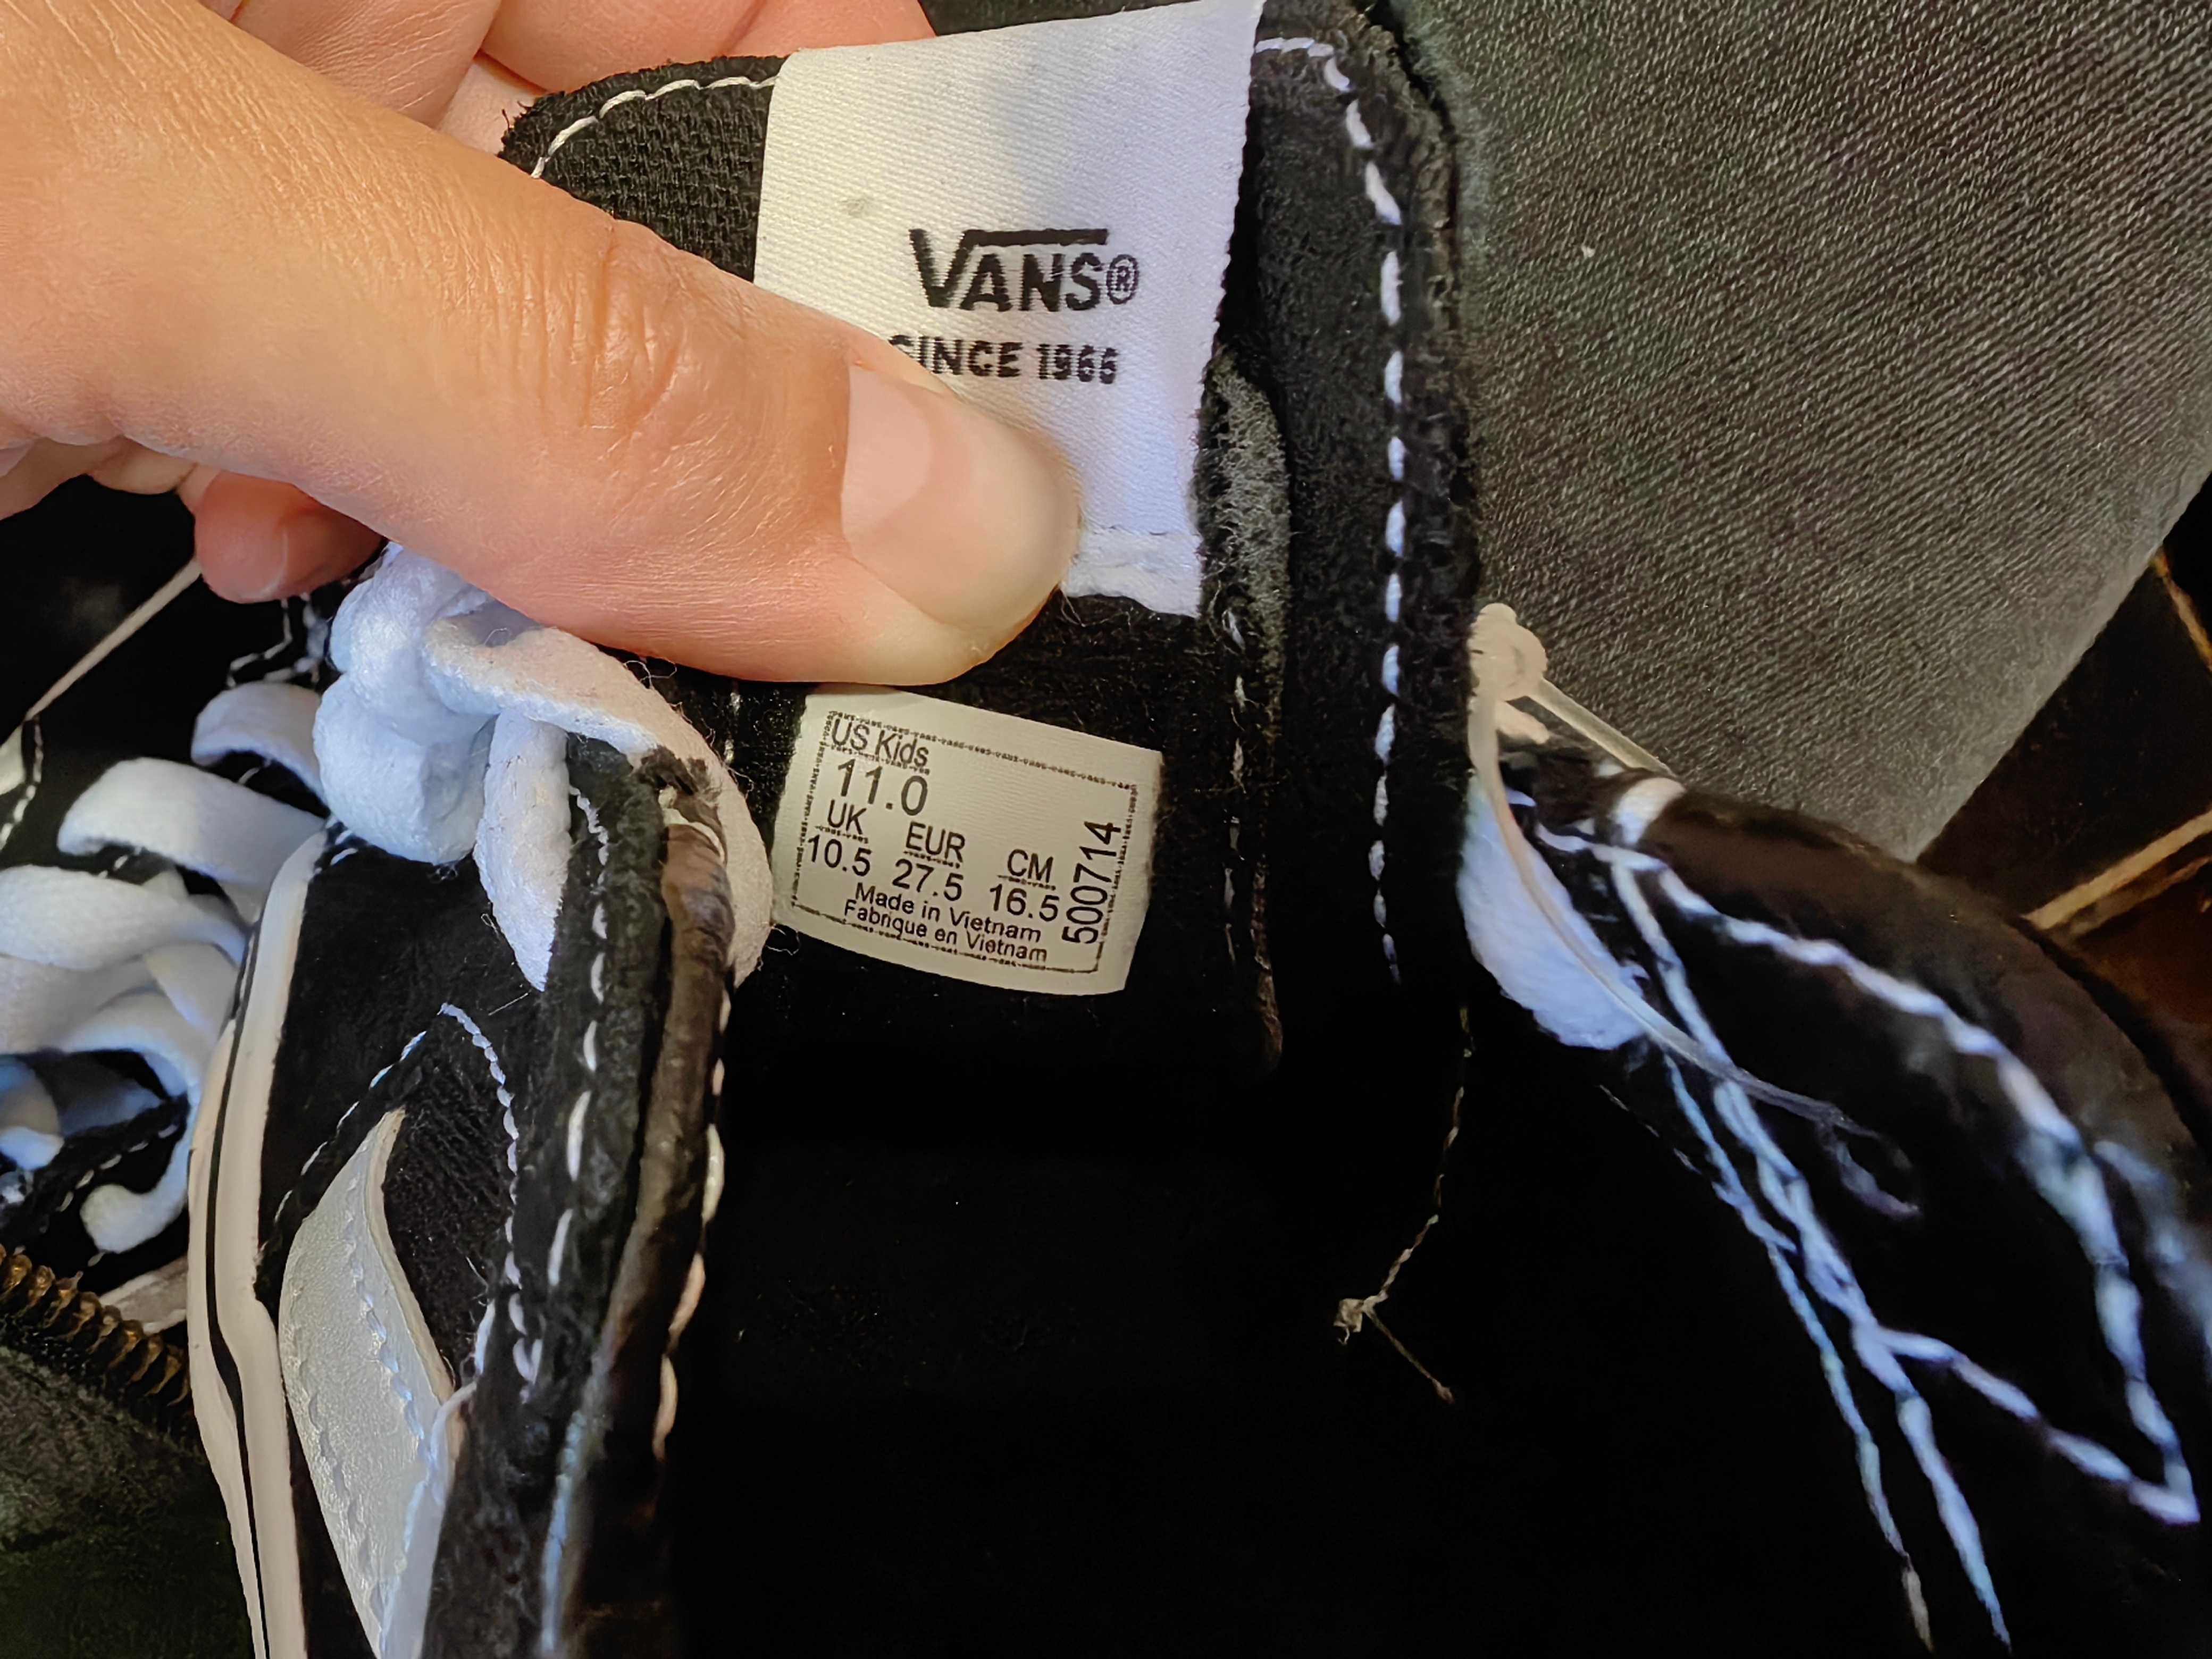 VANS®
SINCE 1966
US Kids
11.0
UK EUR CM
10.5 27.5 16.5
Made in Vietnam
Fabrique en Vietnam
500714